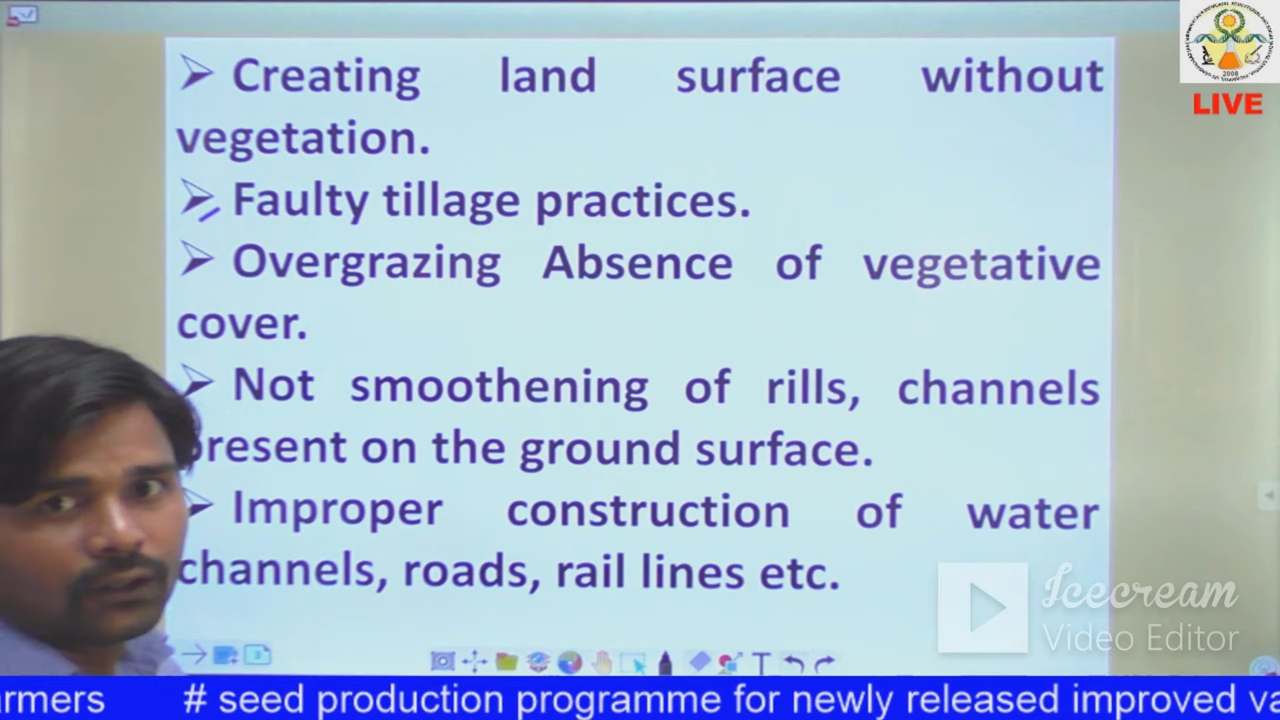 ➢ Creating land surface without
vegetation.
➢ Faulty tillage practices.
➢ Overgrazing Absence of vegetative
cover.
➢ Not smoothening of rills, channels
present on the ground surface.
➢ Improper construction of water
channels, roads, rail lines etc.
2008
LIVE
3
T
Icecream
Video Editor
# seed production programme for newly released improved